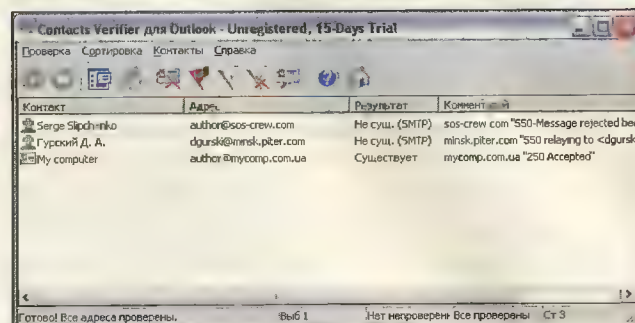 Contacts Verifier для Outlook - Unregistered, 15-Days Trial
Проверка Сортировка Контакты Справка
Контакт Адрес Результат
Serge author@sos-crew.com Не сущ. (SMTP) sos-crew com "550-Message rejected bec
Гурский Д. А. dgurski@minsk.piter.com Не сущ. (SMTP) minsk.piter.com "550 relaying to <dgursk
My computer author@mycomp.com.ua Существует mycomp.com.ua "250 Accepted"
Готово! Все адреса проверены. Выб 1 Нет непроверенн Все проверены Ст 3